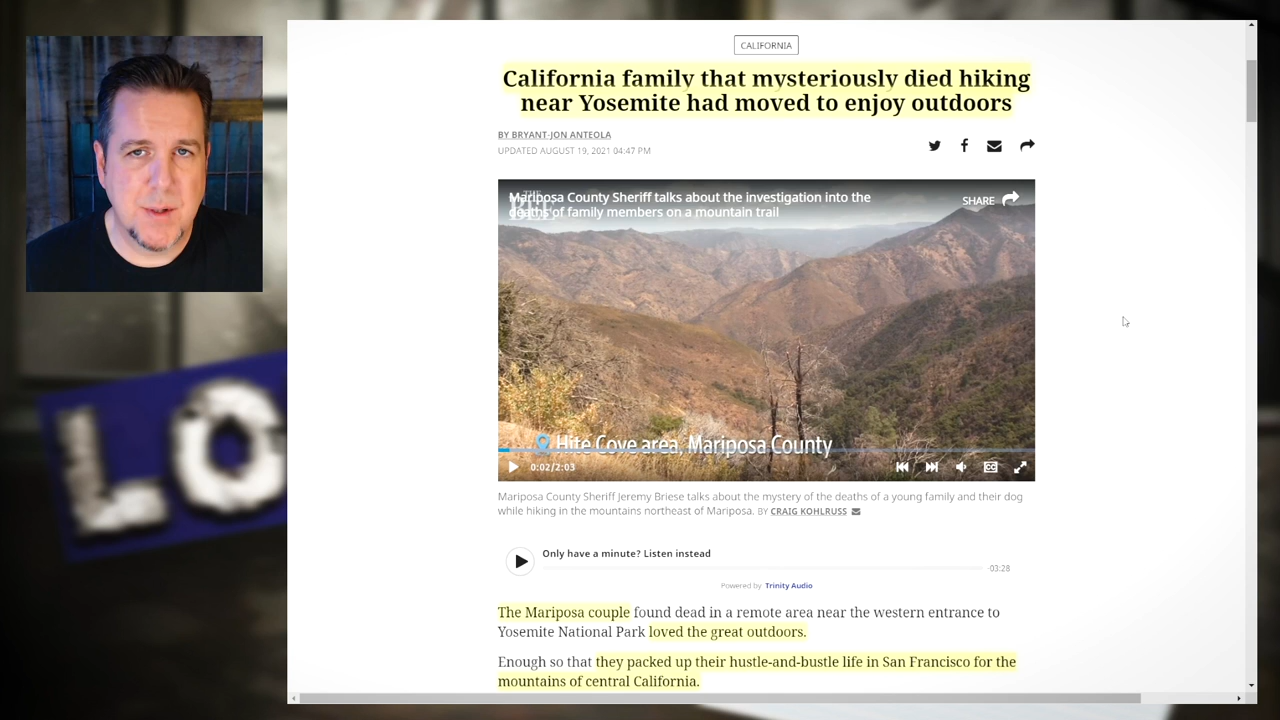 CALIFORNIA
California family that mysteriously died hiking
near Yosemite had moved to enjoy outdoors
BY BRYANT-JON ANTEOLA
UPDATED AUGUST 19, 2021 04:47 PM
THE
BEE
Mariposa County Sheriff talks about the investigation into the
deaths of family members on a mountain trail
SHARE
Hite Cove area, Mariposa County
0:02/2:03
CC
Mariposa County Sheriff Jeremy Briese talks about the mystery of the deaths of a young family and their dog
while hiking in the mountains northeast of Mariposa. BY CRAIG KOHLRUSS
Only have a minute? Listen instead
-03:28
Powered by Trinity Audio
The Mariposa couple found dead in a remote area near the western entrance to
Yosemite National Park loved the great outdoors.
Enough so that they packed up their hustle-and-bustle life in San Francisco for the
mountains of central California.
LO